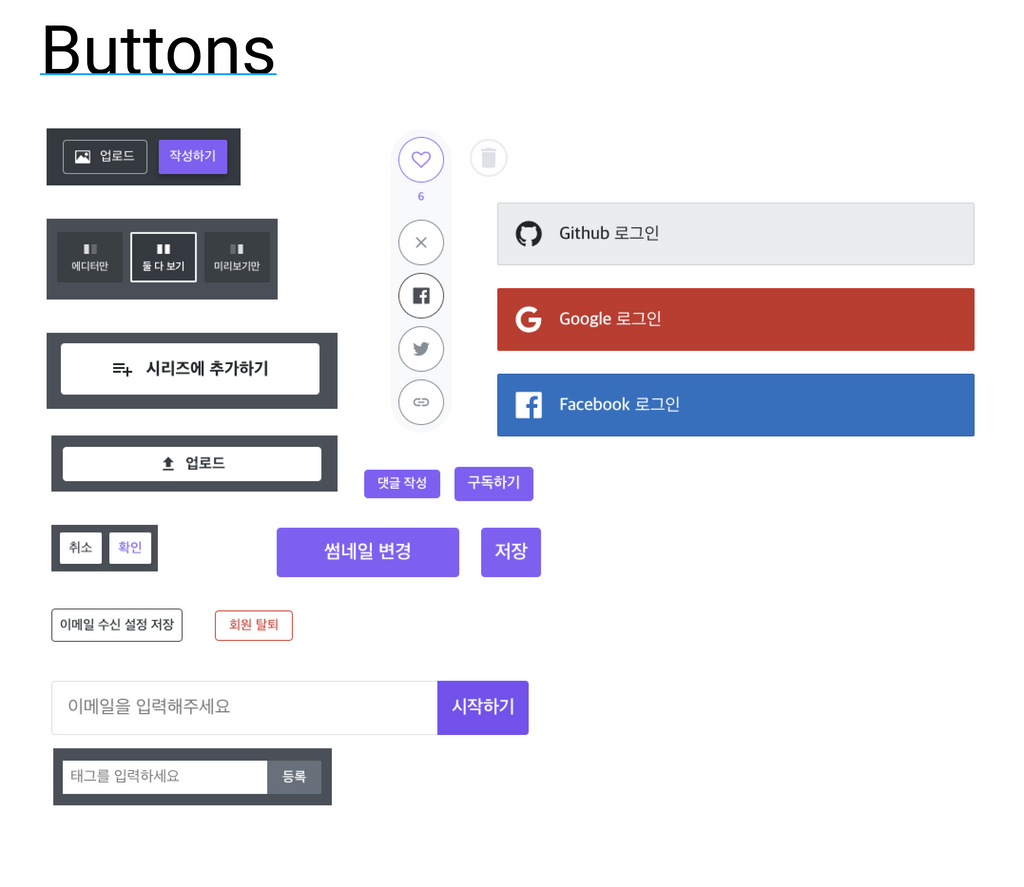 Buttons
업로드
작성하기
6
에디터만
둘 다 보기
미리보기만
Github 로그인
Google 로그인
Facebook 로그인
시리즈에 추가하기
업로드
댓글 작성
구독하기
취소
확인
썸네일 변경
저장
이메일 수신 설정 저장
회원 탈퇴
이메일을 입력해주세요
시작하기
태그를 입력하세요
등록